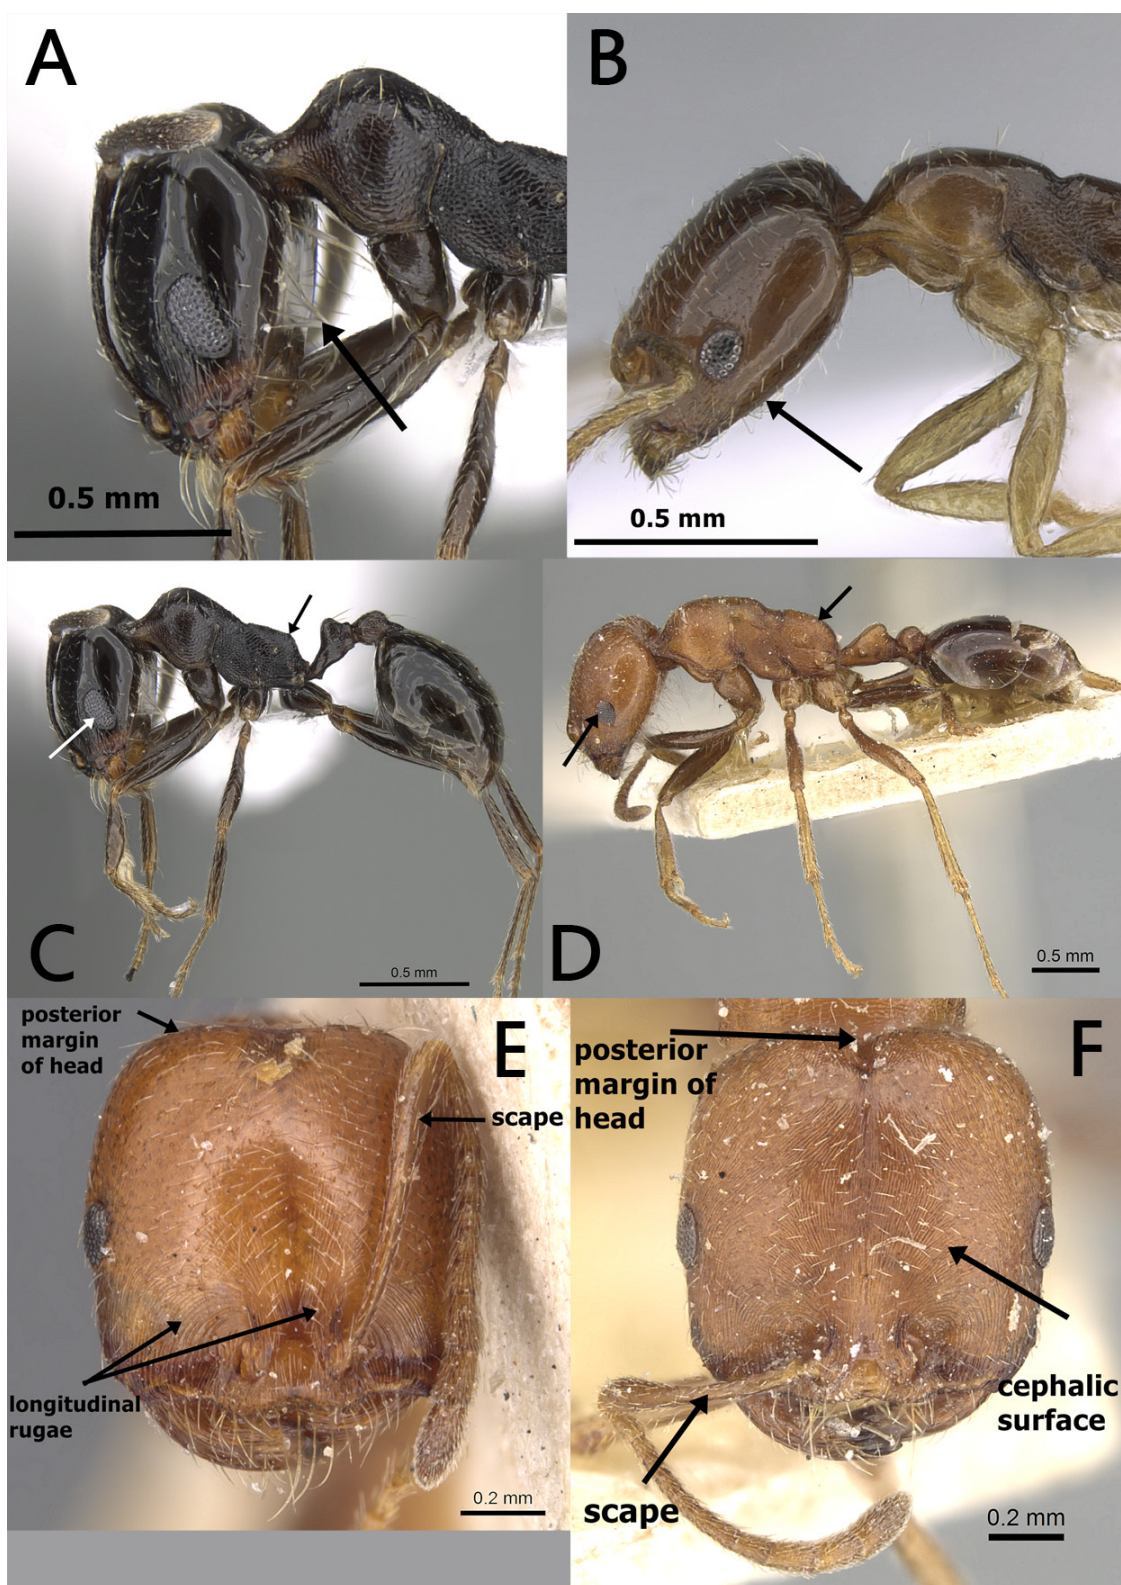 A
B
0.5 mm
0.5 mm
C
D
0.5 mm
0.5 mm
posterior
margin
of head
E
scape
longitudinal
rugae
0.2 mm
posterior
margin of
head
F
cephalic
surface
scape
0.2 mm